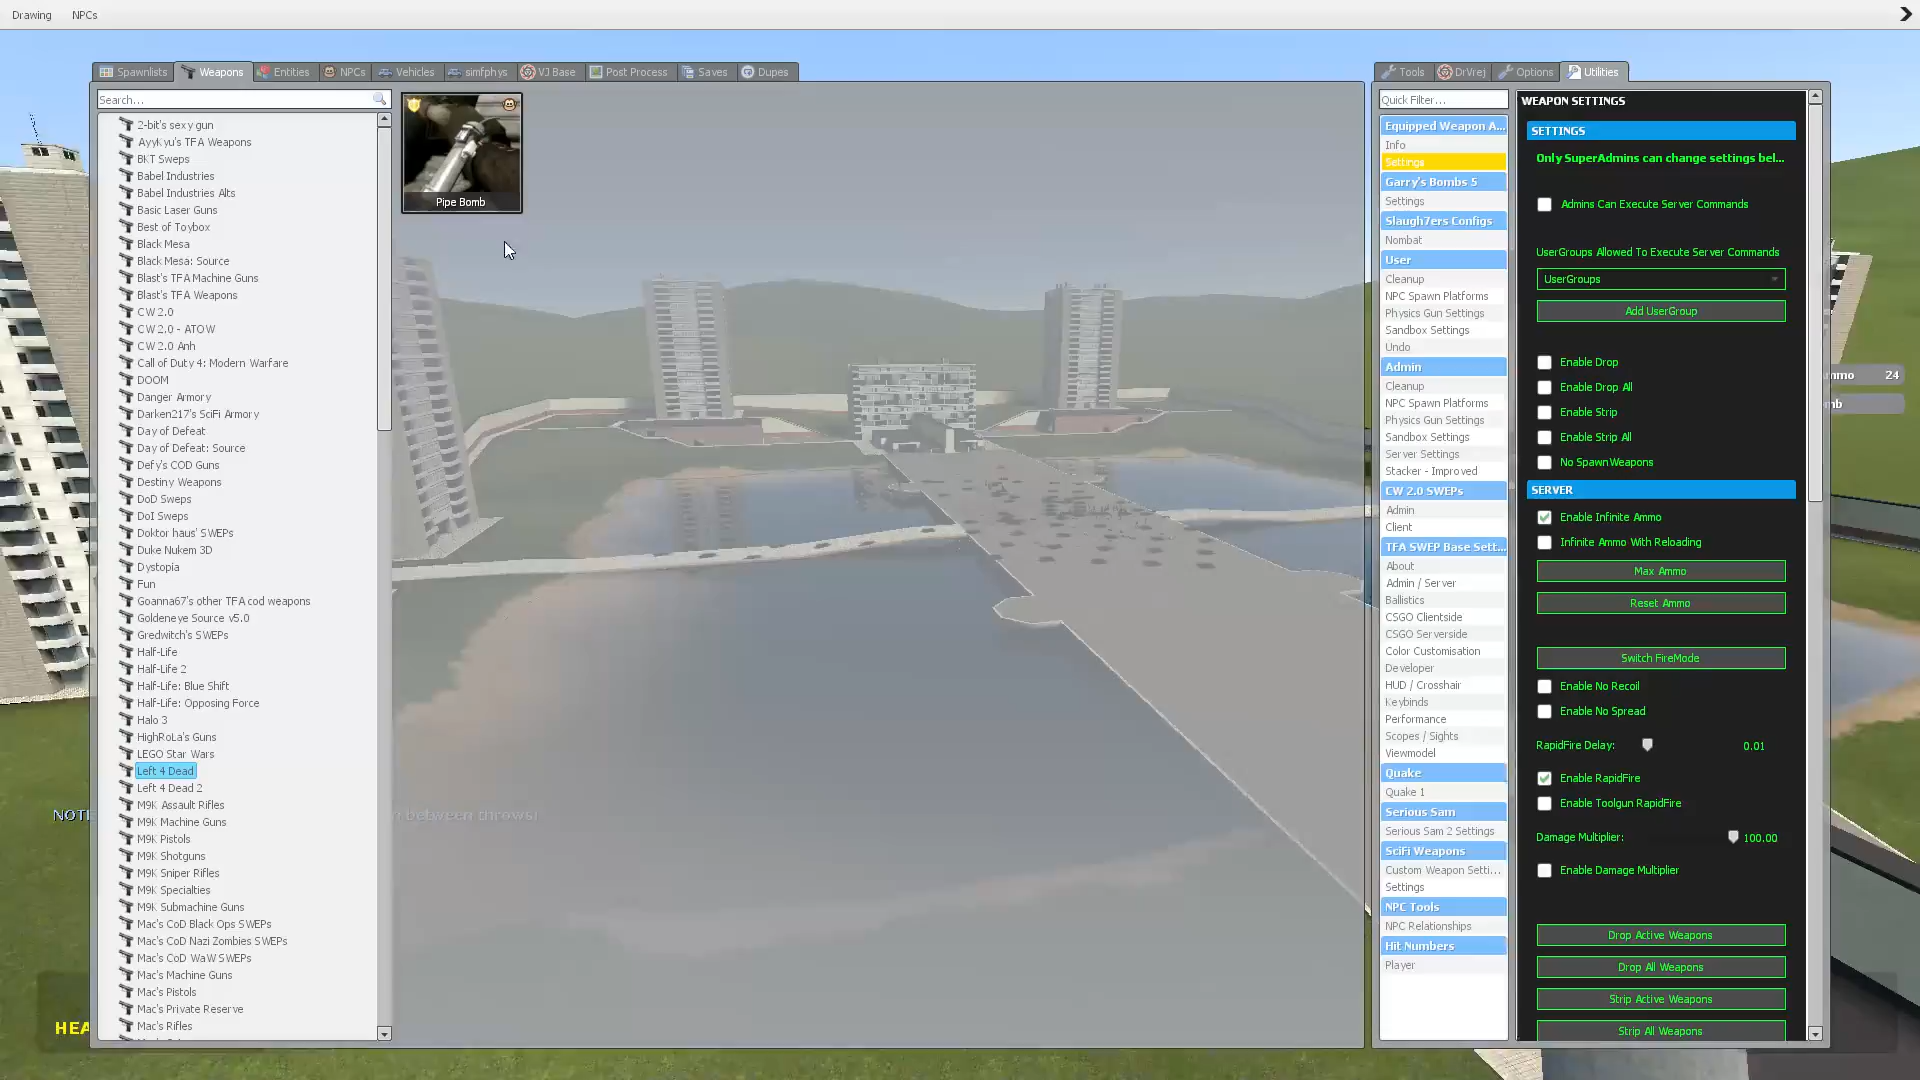 Drawing NPCs
Spawnlists Weapons Entities NPCs Vehicles simfphys VJ Base Post Process Saves Dupes
Search...
2-bit's sexy gun
AyyKyu's TFA Weapons
BKT Sweps
Babel Industries
Babel Industries Alts
Basic Laser Guns
Best of Toybox
Black Mesa
Black Mesa: Source
Blast's TFA Machine Guns
Blast's TFA Weapons
CW 2.0
CW 2.0 - ATOW
CW 2.0 Anh
Call of Duty 4: Modern Warfare
DOOM
Danger Armory
Darken217's SciFi Armory
Day of Defeat
Day of Defeat: Source
Defy's COD Guns
Destiny Weapons
DoD Sweps
DoI Sweps
Doktor haus' SWEPs
Duke Nukem 3D
Dystopia
Fun
Goanna67's other TFA cod weapons
Goldeneye Source v5.0
Gredwitch's SWEPs
Half-Life
Half-Life 2
Half-Life: Blue Shift
Half-Life: Opposing Force
Halo 3
HighRoLa's Guns
LEGO Star Wars
Left 4 Dead
Left 4 Dead 2
M9K Assault Rifles
M9K Machine Guns
M9K Pistols
M9K Shotguns
M9K Sniper Rifles
M9K Specialties
M9K Submachine Guns
Mac's CoD Black Ops SWEPs
Mac's CoD Nazi Zombies SWEPs
Mac's CoD WaW SWEPs
Mac's Machine Guns
Mac's Pistols
Mac's Private Reserve
Mac's Rifles
Pipe Bomb
NOT
between throws!
HEA
Tools DrVrej Options Utilities
Quick Filter...
Equipped Weapon A...
Info
Settings
Garry's Bombs 5
Settings
Slaugh7ers Configs
Nombat
User
Cleanup
NPC Spawn Platforms
Physics Gun Settings
Sandbox Settings
Undo
Admin
Cleanup
NPC Spawn Platforms
Physics Gun Settings
Sandbox Settings
Server Settings
Stacker - Improved
CW 2.0 SWEPs
Admin
Client
TFA SWEP Base Sett...
About
Admin / Server
Ballistics
CSGO Clientside
CSGO Serverside
Color Customisation
Developer
HUD / Crosshair
Keybinds
Performance
Scopes / Sights
Viewmodel
Quake
Quake 1
Serious Sam
Serious Sam 2 Settings
SciFi Weapons
Custom Weapon Setti...
Settings
NPC Tools
NPC Relationships
Hit Numbers
Player
WEAPON SETTINGS
SETTINGS
Only SuperAdmins can change settings bel...
Admins Can Execute Server Commands
UserGroups Allowed To Execute Server Commands
UserGroups
Add UserGroup
Enable Drop
Enable Drop All
Enable Strip
Enable Strip All
No SpawnWeapons
SERVER
Enable Infinite Ammo
Infinite Ammo With Reloading
Max Ammo
Reset Ammo
Switch FireMode
Enable No Recoil
Enable No Spread
RapidFire Delay: 0.01
Enable RapidFire
Enable Toolgun RapidFire
Damage Multiplier: 100.00
Enable Damage Multiplier
Drop Active Weapons
Drop All Weapons
Strip Active Weapons
Strip All Weapons
mmo 24
mb